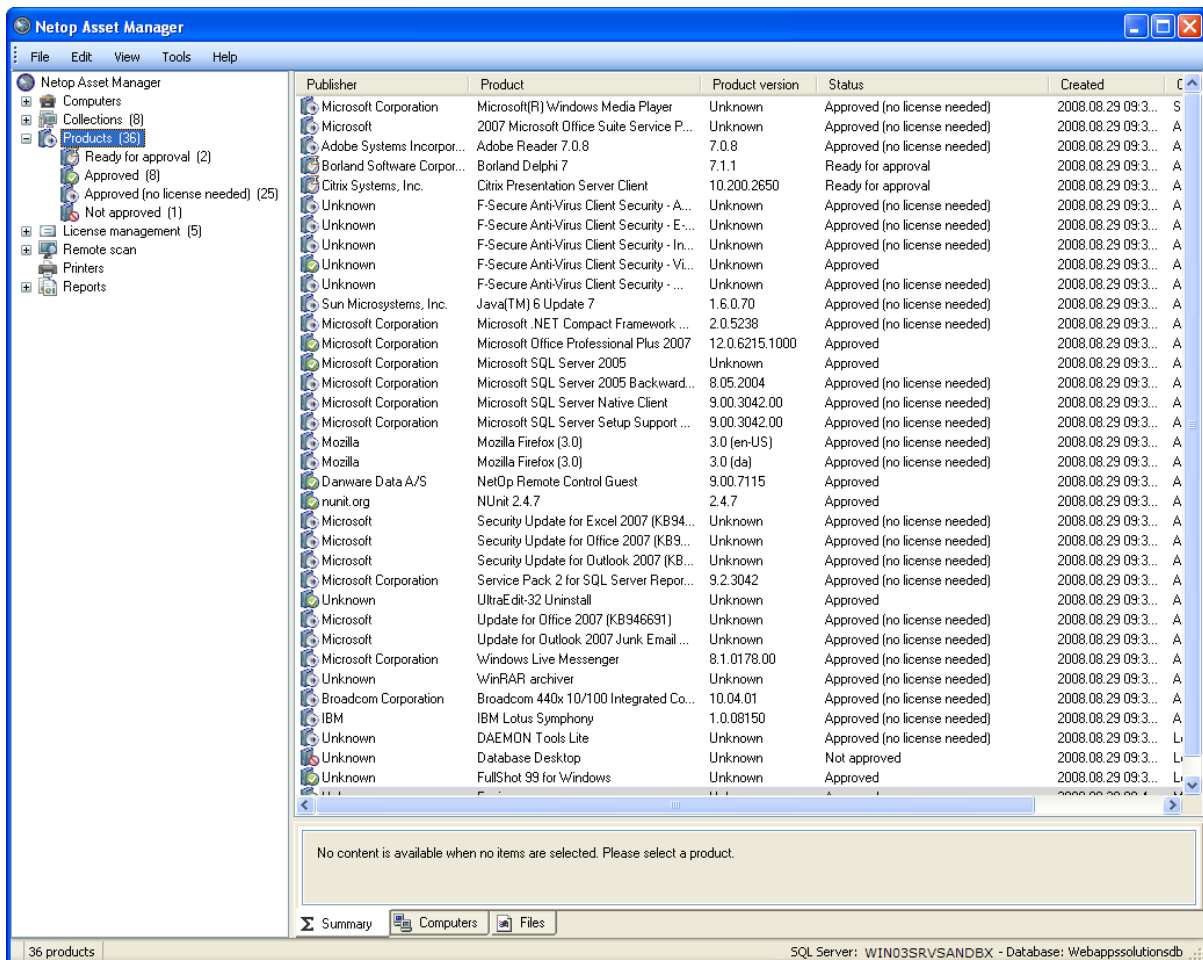 Netop Asset Manager
File Edit View Tools Help
Netop Asset Manager
Computers
Collections (8)
Products (36)
Ready for approval (2)
Approved (8)
Approved (no license needed) (25)
Not approved (1)
License management (5)
Remote scan
Printers
Reports
Publisher Product Product version Status Created
Microsoft Corporation Microsoft(R) Windows Media Player Unknown Approved (no license needed) 2008.08.29 09:3... S
Microsoft 2007 Microsoft Office Suite Service P... Unknown Approved (no license needed) 2008.08.29 09:3... A
Adobe Systems Incorpor... Adobe Reader 7.0.8 7.0.8 Approved (no license needed) 2008.08.29 09:3... A
Borland Software Corpor... Borland Delphi 7 7.1.1 Ready for approval 2008.08.29 09:3... A
Citrix Systems, Inc. Citrix Presentation Server Client 10.200.2650 Ready for approval 2008.08.29 09:3... A
Unknown F-Secure Anti-Virus Client Security - A... Unknown Approved (no license needed) 2008.08.29 09:3... A
Unknown F-Secure Anti-Virus Client Security - E-... Unknown Approved (no license needed) 2008.08.29 09:3... A
Unknown F-Secure Anti-Virus Client Security - In... Unknown Approved (no license needed) 2008.08.29 09:3... A
Unknown F-Secure Anti-Virus Client Security - Vi... Unknown Approved 2008.08.29 09:3... A
Unknown F-Secure Anti-Virus Client Security - ... Unknown Approved (no license needed) 2008.08.29 09:3... A
Sun Microsystems, Inc. Java(TM) 6 Update 7 1.6.0.70 Approved (no license needed) 2008.08.29 09:3... A
Microsoft Corporation Microsoft .NET Compact Framework ... 2.0.5238 Approved (no license needed) 2008.08.29 09:3... A
Microsoft Corporation Microsoft Office Professional Plus 2007 12.0.6215.1000 Approved 2008.08.29 09:3... A
Microsoft Corporation Microsoft SQL Server 2005 Unknown Approved 2008.08.29 09:3... A
Microsoft Corporation Microsoft SQL Server 2005 Backward... 8.05.2004 Approved (no license needed) 2008.08.29 09:3... A
Microsoft Corporation Microsoft SQL Server Native Client 9.00.3042.00 Approved (no license needed) 2008.08.29 09:3... A
Microsoft Corporation Microsoft SQL Server Setup Support ... 9.00.3042.00 Approved (no license needed) 2008.08.29 09:3... A
Mozilla Mozilla Firefox (3.0) 3.0 (en-US) Approved (no license needed) 2008.08.29 09:3... A
Mozilla Mozilla Firefox (3.0) 3.0 (da) Approved (no license needed) 2008.08.29 09:3... A
Danware Data A/S NetOp Remote Control Guest 9.00.7115 Approved 2008.08.29 09:3... A
nunit.org NUnit 2.4.7 2.4.7 Approved 2008.08.29 09:3... A
Microsoft Security Update for Excel 2007 (KB94... Unknown Approved (no license needed) 2008.08.29 09:3... A
Microsoft Security Update for Office 2007 (KB9... Unknown Approved (no license needed) 2008.08.29 09:3... A
Microsoft Security Update for Outlook 2007 (KB... Unknown Approved (no license needed) 2008.08.29 09:3... A
Microsoft Corporation Service Pack 2 for SQL Server Repor... 9.2.3042 Approved (no license needed) 2008.08.29 09:3... A
Unknown UltraEdit-32 Uninstall Unknown Approved 2008.08.29 09:3... A
Microsoft Update for Office 2007 (KB946691) Unknown Approved (no license needed) 2008.08.29 09:3... A
Microsoft Update for Outlook 2007 Junk Email ... Unknown Approved (no license needed) 2008.08.29 09:3... A
Microsoft Corporation Windows Live Messenger 8.1.0178.00 Approved (no license needed) 2008.08.29 09:3... A
Unknown WinRAR archiver Unknown Approved (no license needed) 2008.08.29 09:3... A
Broadcom Corporation Broadcom 440x 10/100 Integrated Co... 10.04.01 Approved (no license needed) 2008.08.29 09:3... A
IBM IBM Lotus Symphony 1.0.08150 Approved (no license needed) 2008.08.29 09:3... A
Unknown DAEMON Tools Lite Unknown Approved (no license needed) 2008.08.29 09:3...
Unknown Database Desktop Unknown Not approved 2008.08.29 09:3...
Unknown FullShot 99 for Windows Unknown Approved 2008.08.29 09:3...
No content is available when no items are selected. Please select a product.
Σ Summary Computers Files
36 products SQL Server: WIN03SRVSANDBX - Database: Webappssolutionsdb